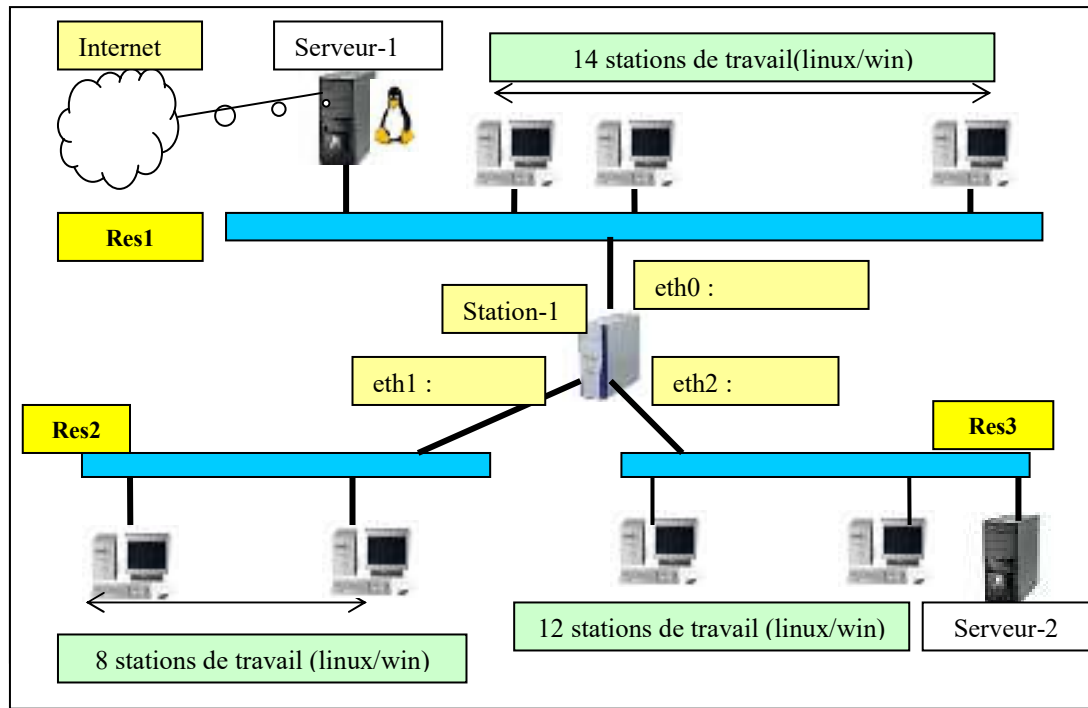 Internet
Serveur-1
14 stations de travail(linux/win)
Res1
eth0 :
Station-1
eth1 :
eth2 :
Res2
Res3
12 stations de travail (linux/win)
Serveur-2
8 stations de travail (linux/win)